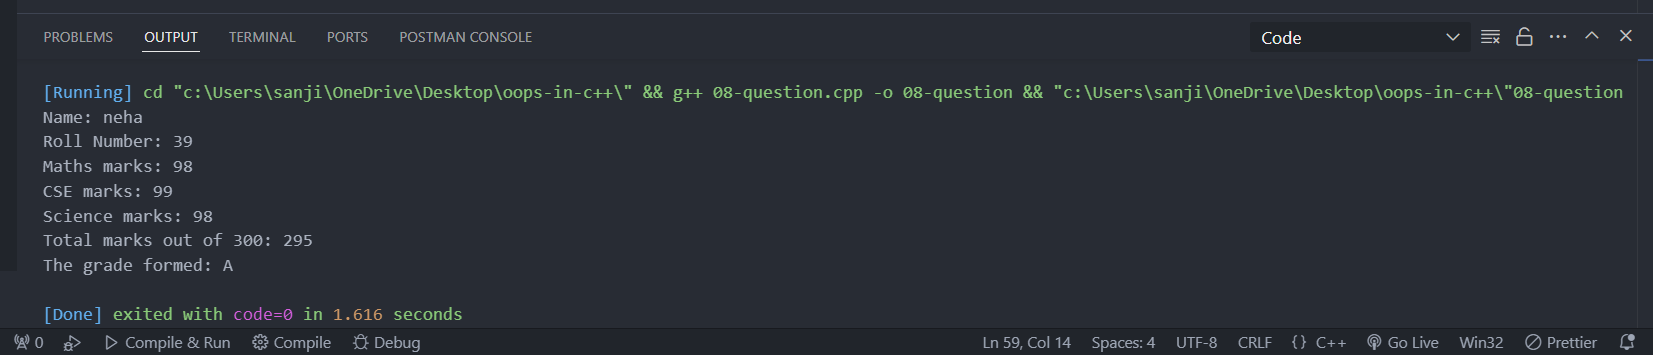 PROBLEMS OUTPUT TERMINAL PORTS POSTMAN CONSOLE Code
[Running] cd "c:\Users\sanji\OneDrive\Desktop\oops-in-c++\" && g++ 08-question.cpp -o 08-question && "c:\Users\sanji\OneDrive\Desktop\oops-in-c++\"08-question
Name: neha
Roll Number: 39
Maths marks: 98
CSE marks: 99
Science marks: 98
Total marks out of 300: 295
The grade formed: A
[Done] exited with code=0 in 1.616 seconds
0 Compile & Run Compile Debug Ln 59, Col 14 Spaces: 4 UTF-8 CRLF {} C++ Go Live Win32 Prettier